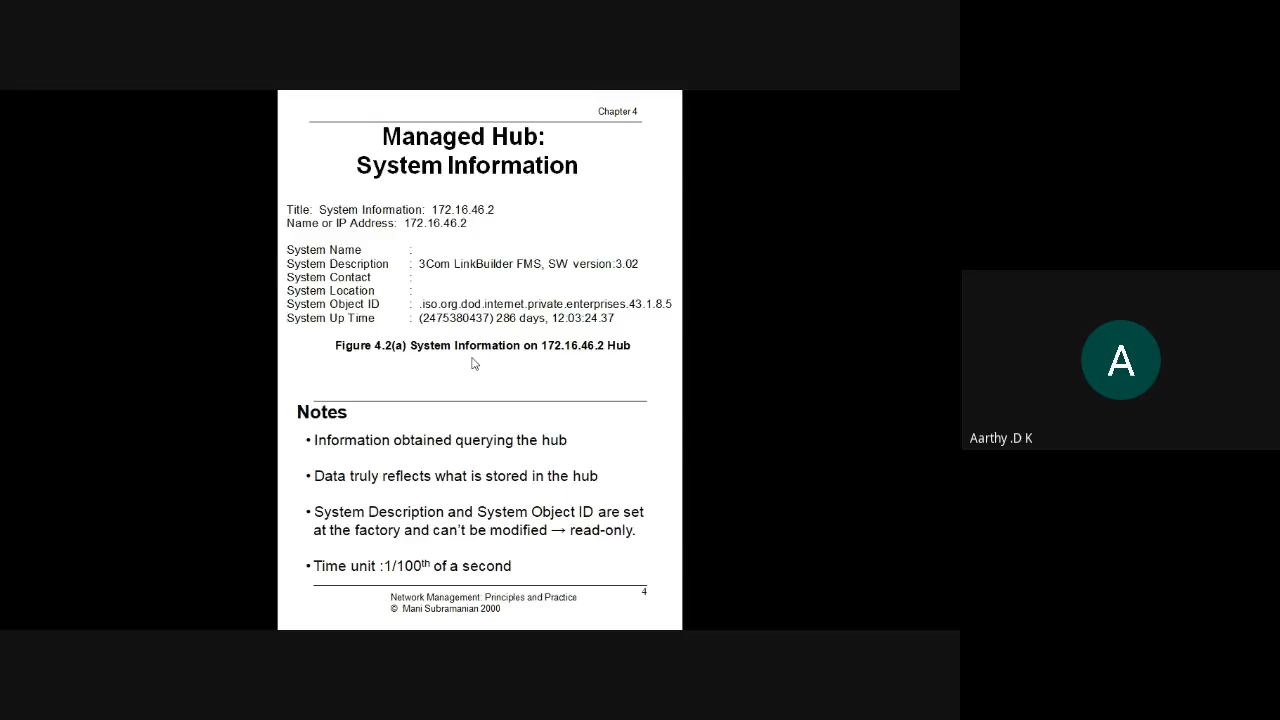 Chapter 4
Managed Hub:
System Information
Title: System Information: 172.16.46.2
Name or IP Address: 172.16.46.2
System Name :
System Description : 3Com LinkBuilder FMS, SW version:3.02
System Contact :
System Location :
System Object ID : .iso.org.dod.internet.private.enterprises.43.1.8.5
System Up Time : (2475380437) 286 days, 12:03:24.37
Figure 4.2(a) System Information on 172.16.46.2 Hub
Notes
• Information obtained querying the hub
• Data truly reflects what is stored in the hub
• System Description and System Object ID are set
at the factory and can’t be modified → read-only.
• Time unit :1/100th of a second
4
Network Management: Principles and Practice
© Mani Subramanian 2000
A
Aarthy .D K